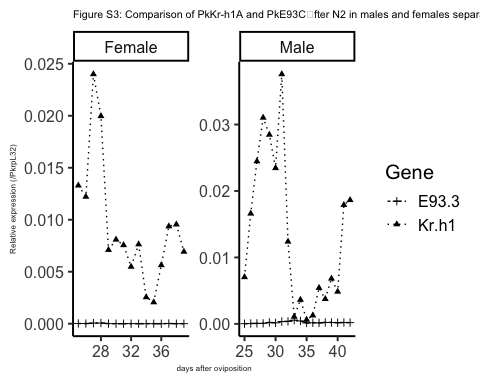 Figure S3: Comparison of PkKr-h1A and PkE93C□fter N2 in males and females separ
Female
Male
0.025
0.020
0.015
0.010
0.005
0.000
0.03
0.02
0.01
0.00
Relative expression (/PkrpL32)
28 32 36
25 30 35 40
days after oviposition
Gene
E93.3
Kr.h1